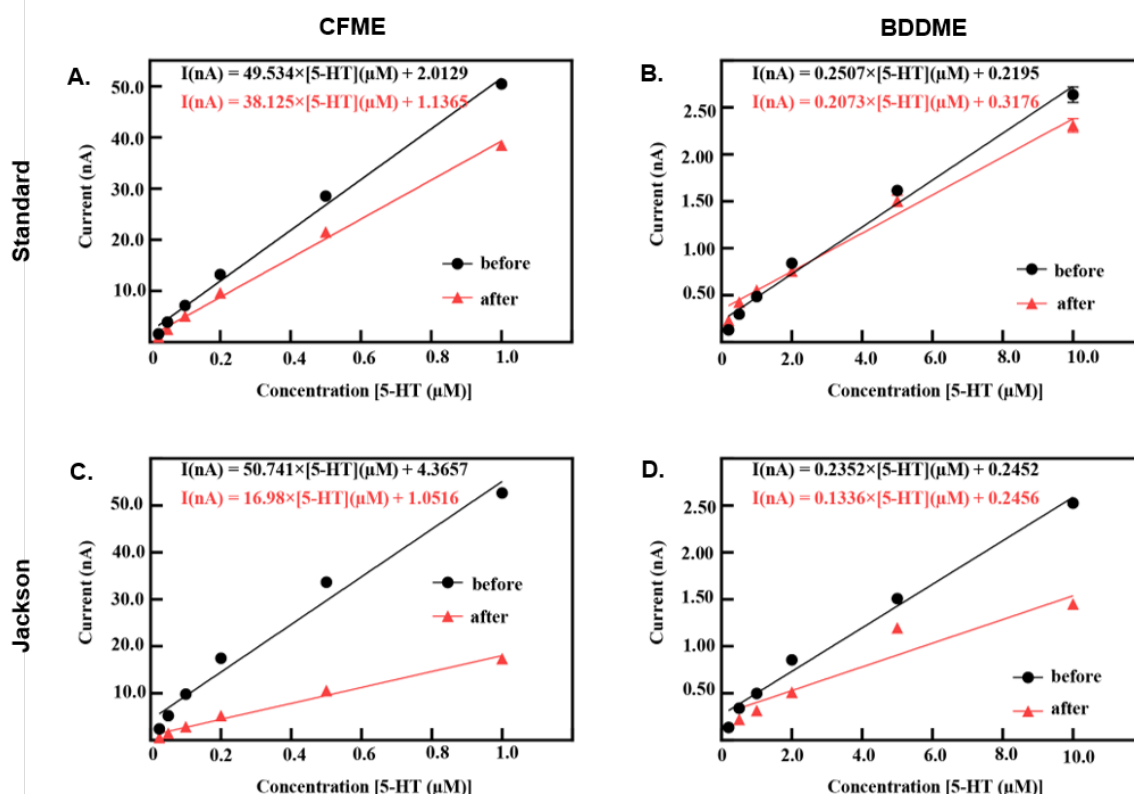 CFME
BDDME
Standard
Jackson
A.
I(nA) = 49.534×[5-HT](μM) + 2.0129
I(nA) = 38.125×[5-HT](μM) + 1.1365
Current (nA)
50.0
40.0
30.0
20.0
10.0
before
after
0 0.2 0.4 0.6 0.8 1.0
Concentration [5-HT (μM)]
B.
I(nA) = 0.2507×[5-HT](μM) + 0.2195
I(nA) = 0.2073×[5-HT](μM) + 0.3176
Current (nA)
2.50
2.00
1.50
1.00
0.50
before
after
0 2.0 4.0 6.0 8.0 10.0
Concentration [5-HT (μM)]
C.
I(nA) = 50.741×[5-HT](μM) + 4.3657
I(nA) = 16.98×[5-HT](μM) + 1.0516
Current (nA)
50.0
40.0
30.0
20.0
10.0
before
after
0 0.2 0.4 0.6 0.8 1.0
Concentration [5-HT (μM)]
D.
I(nA) = 0.2352×[5-HT](μM) + 0.2452
I(nA) = 0.1336×[5-HT](μM) + 0.2456
Current (nA)
2.50
2.00
1.50
1.00
0.50
before
after
0 2.0 4.0 6.0 8.0 10.0
Concentration [5-HT (μM)]